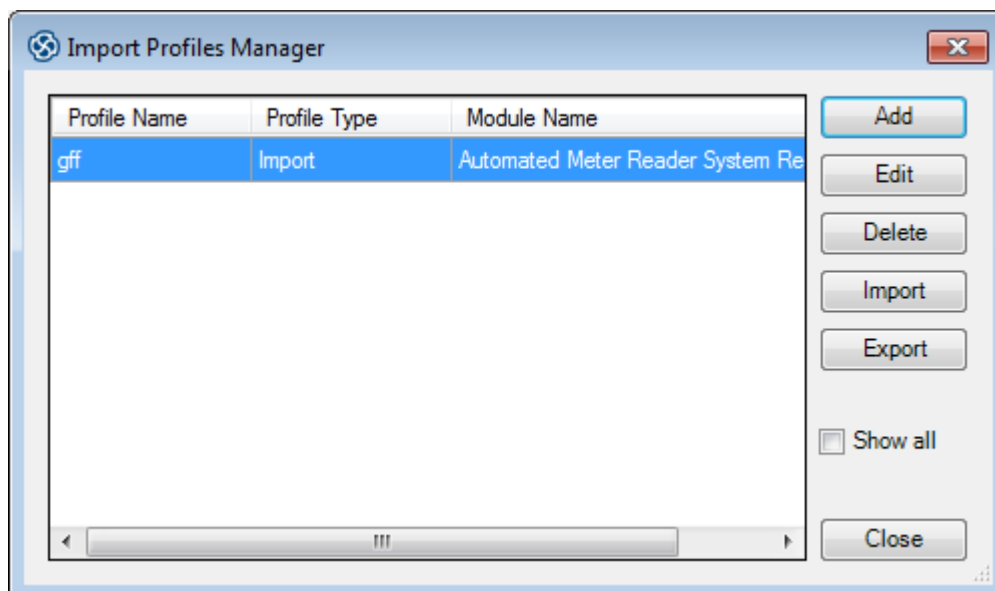 Import Profiles Manager
Profile Name Profile Type Module Name
gff Import Automated Meter Reader System Re
Add
Edit
Delete
Import
Export
Show all
Close